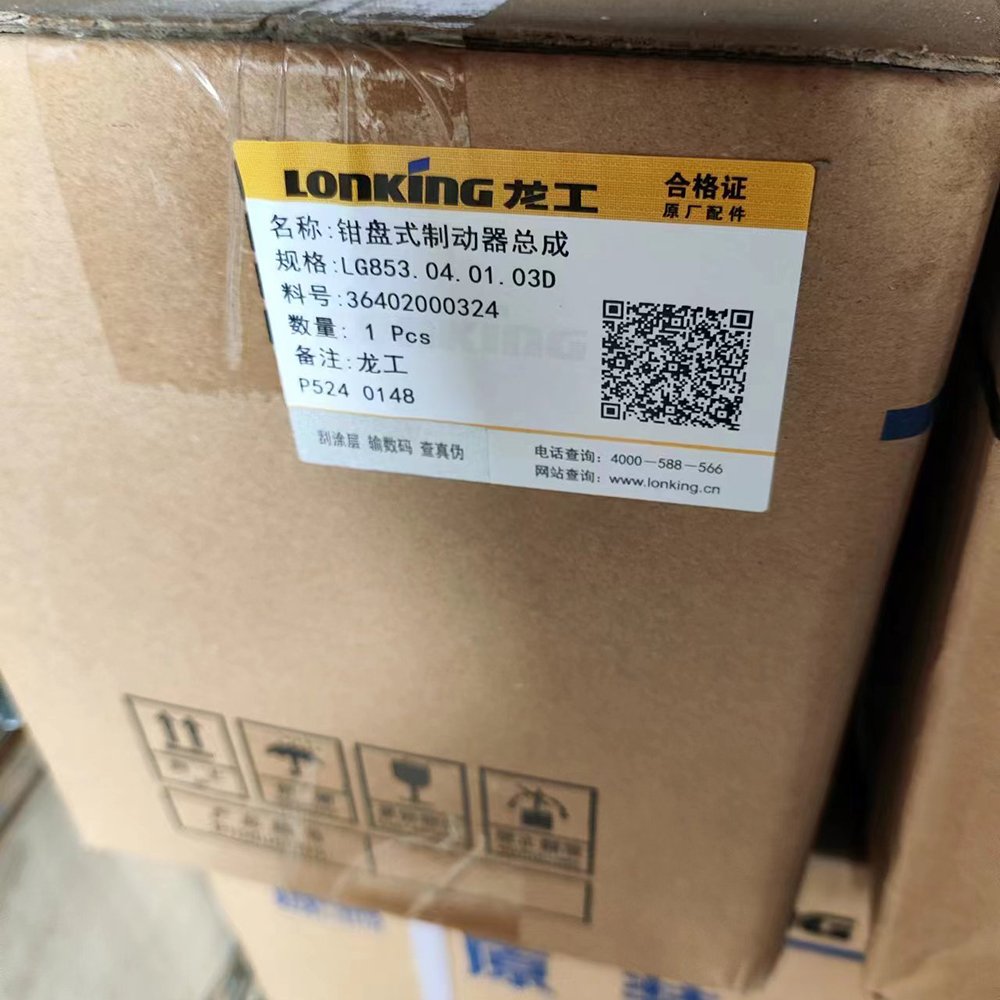 LONKING 龙工
合格证
原厂配件
名称:钳盘式制动器总成
规格:LG853.04.01.03D
料号:36402000324
数量: 1 Pcs
备注:龙工
P524 0148
刮涂层 输数码 查真伪
电话查询: 4000-588-566
网站查询: www.lonking.cn